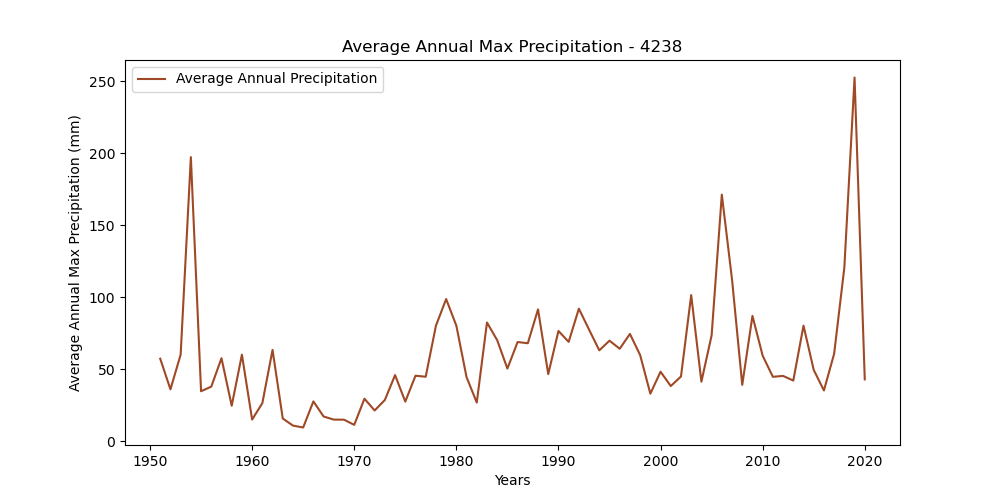 Average Annual Max Precipitation - 4238
Average Annual Precipitation
Average Annual Max Precipitation (mm)
250
200
150
100
50
0
1950 1960 1970 1980 1990 2000 2010 2020
Years